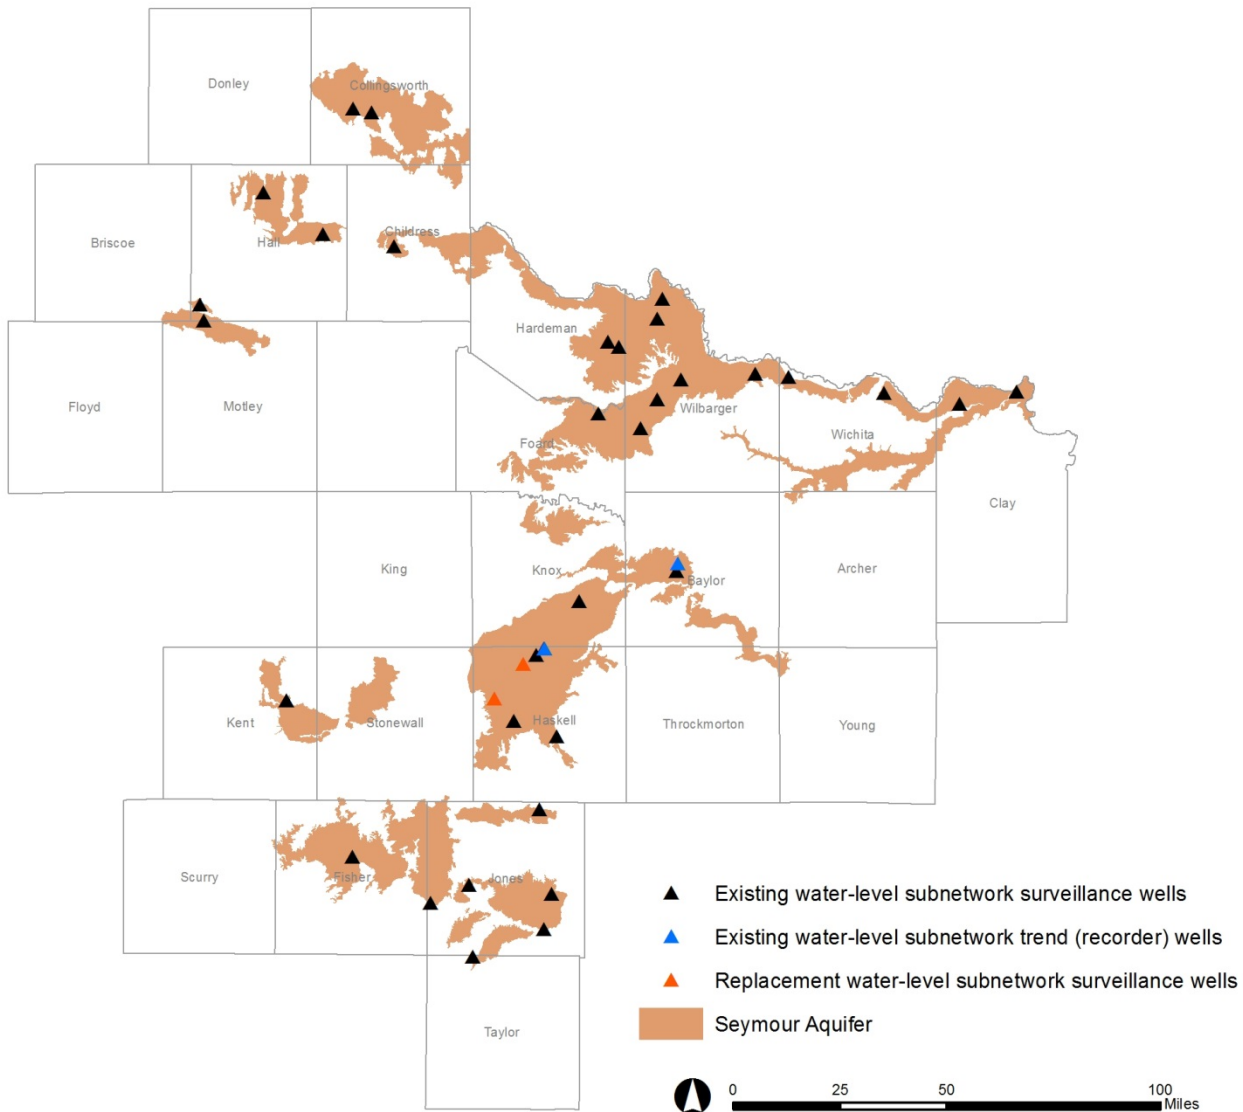 Donley
Collingsworth
Briscoe
Hall
Childress
Hardeman
Floyd
Motley
Wilbarger
Foard
Wichita
Clay
King
Knox
Baylor
Archer
Kent
Stonewall
Haskell
Throckmorton
Young
Scurry
Fisher
Jones
Taylor
Existing water-level subnetwork surveillance wells
Existing water-level subnetwork trend (recorder) wells
Replacement water-level subnetwork surveillance wells
Seymour Aquifer
0 25 50 100
Miles